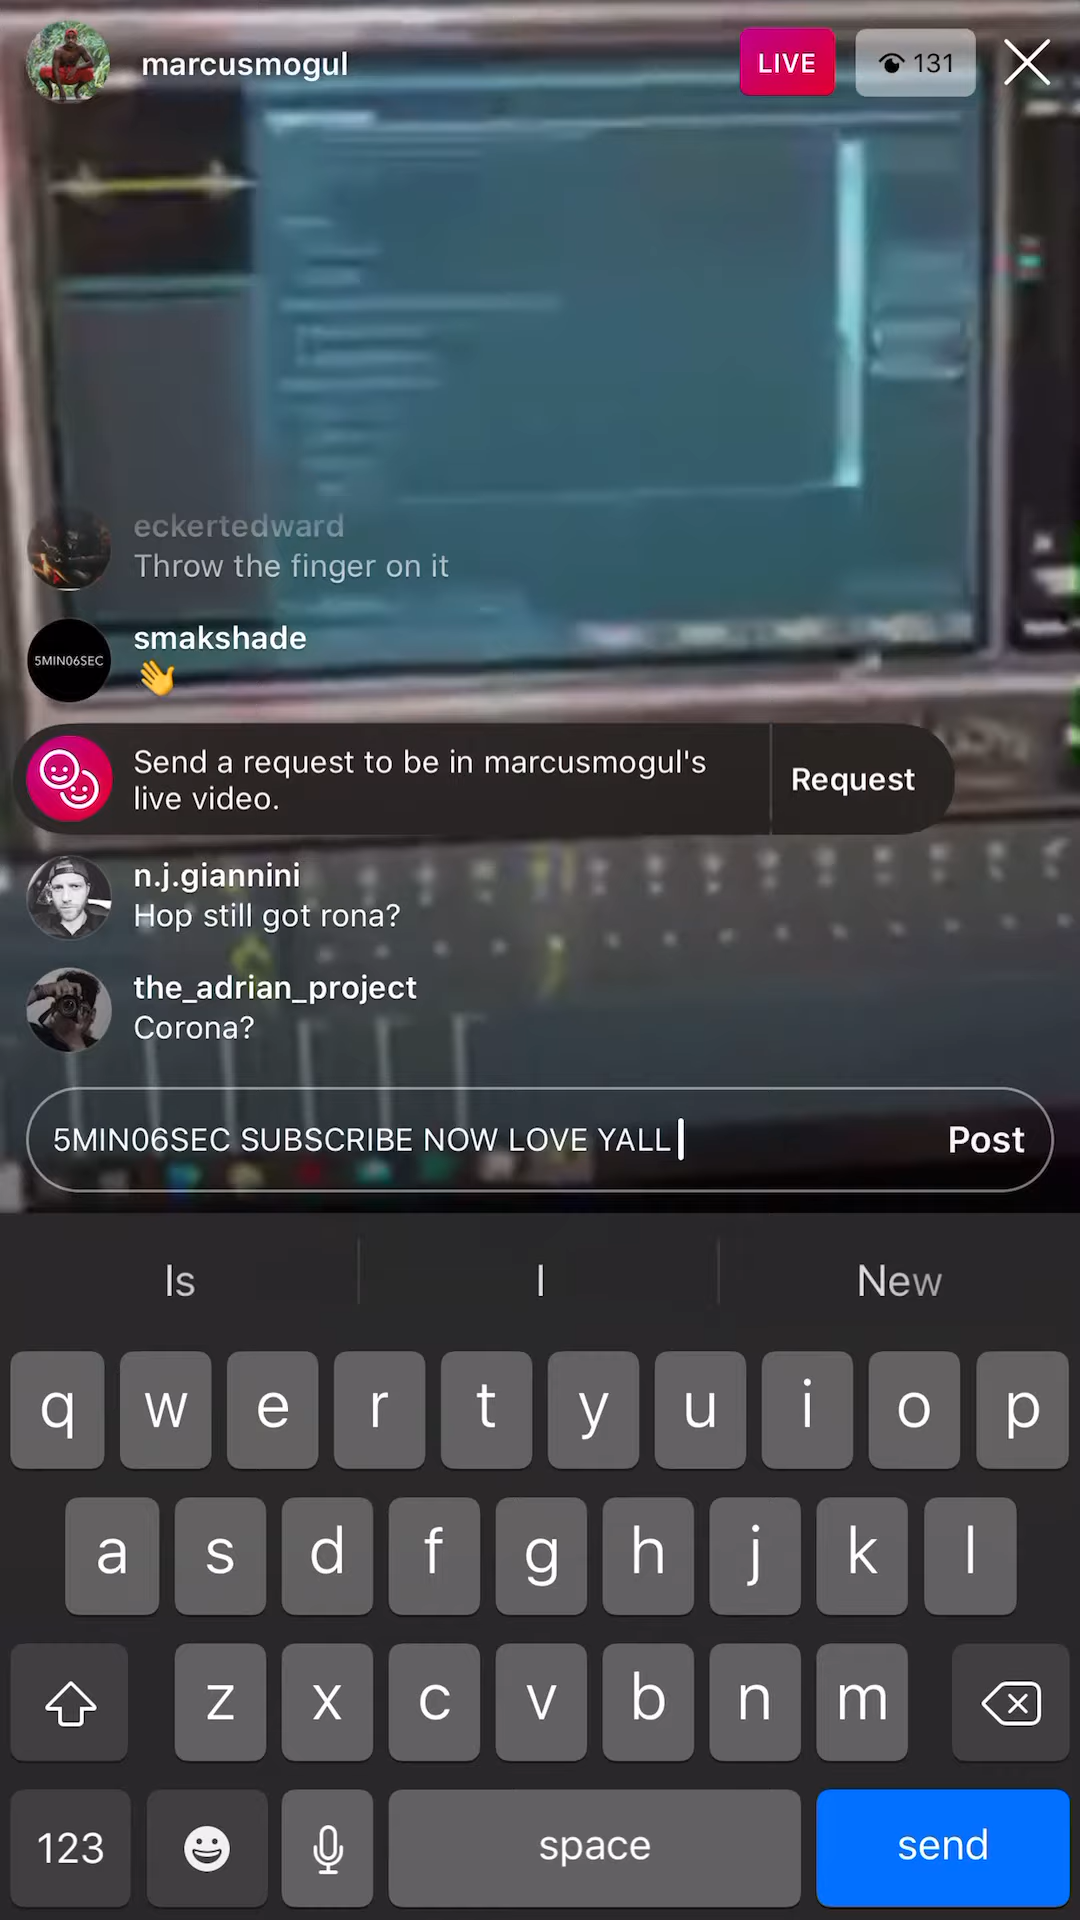 marcusmogul
LIVE
131
eckertedward
Throw the finger on it
smakshade
5MIN06SEC
👋
Send a request to be in marcusmogul's
live video.
Request
n.j.giannini
Hop still got rona?
the_adrian_project
Corona?
5MIN06SEC SUBSCRIBE NOW LOVE YALL
Post
Is I New
q w e r t y u i o p
a s d f g h j k l
z x c v b n m
123 space send